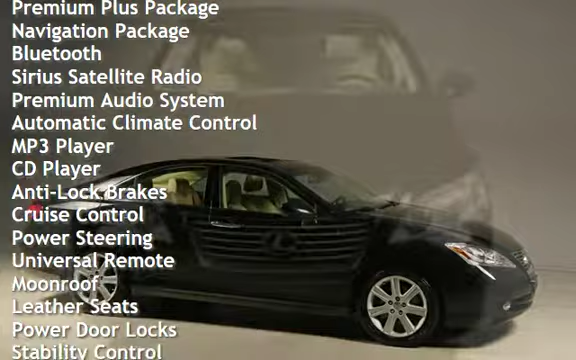 Premium Plus Package
Navigation Package
Bluetooth
Sirius Satellite Radio
Premium Audio System
Automatic Climate Control
MP3 Player
CD Player
Anti-Lock Brakes
Cruise Control
Power Steering
Universal Remote
Moonroof
Leather Seats
Power Door Locks
Stability Control